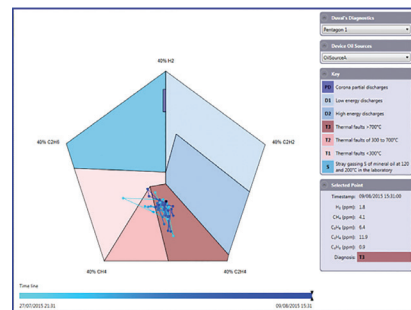 40% H2
40% C2H6
40% C2H2
40% CH4
40% C2H4
Time line
27/07/2015 21:31
09/08/2015 15:31
Duval's Diagnostics
Pentagon 1
Device Oil Sources
OilSourceA
Key
PD Corona partial discharges
D1 Low energy discharges
D2 High energy discharges
T3 Thermal faults >700°C
T2 Thermal faults of 300 to 700°C
T1 Thermal faults <300°C
S Stray gassing S of mineral oil at 120 and 200°C in the laboratory
Selected Point
Timestamp: 09/08/2015 15:31:00
H₂ (ppm): 1.8
CH₄ (ppm): 4.1
C₂H₆ (ppm): 6.4
C₂H₄ (ppm): 11.9
C₂H₂ (ppm): 0.9
Diagnosis: T3